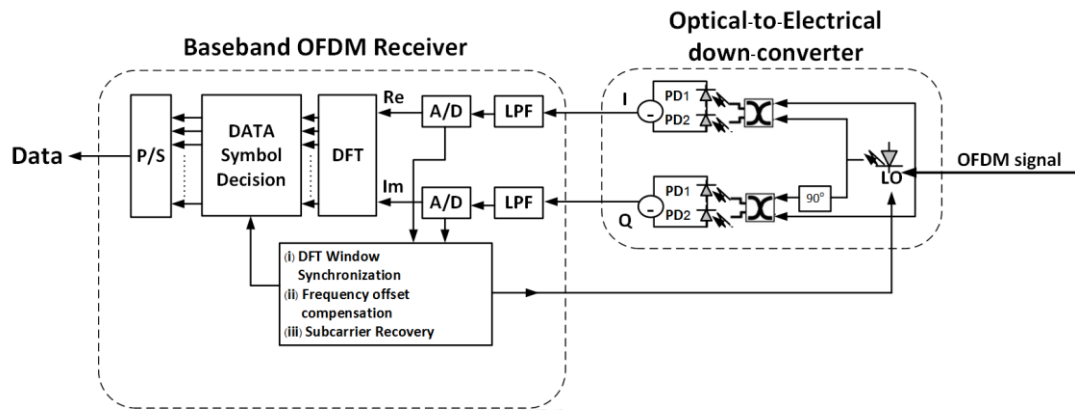 Optical-to-Electrical
down-converter
Baseband OFDM Receiver
Data
P/S
DATA
Symbol
Decision
DFT
Re
Im
A/D
LPF
A/D
LPF
I
Q
PD1
PD2
PD1
PD2
90°
LO
OFDM signal
(i) DFT Window
Synchronization
(ii) Frequency offset
compensation
(iii) Subcarrier Recovery